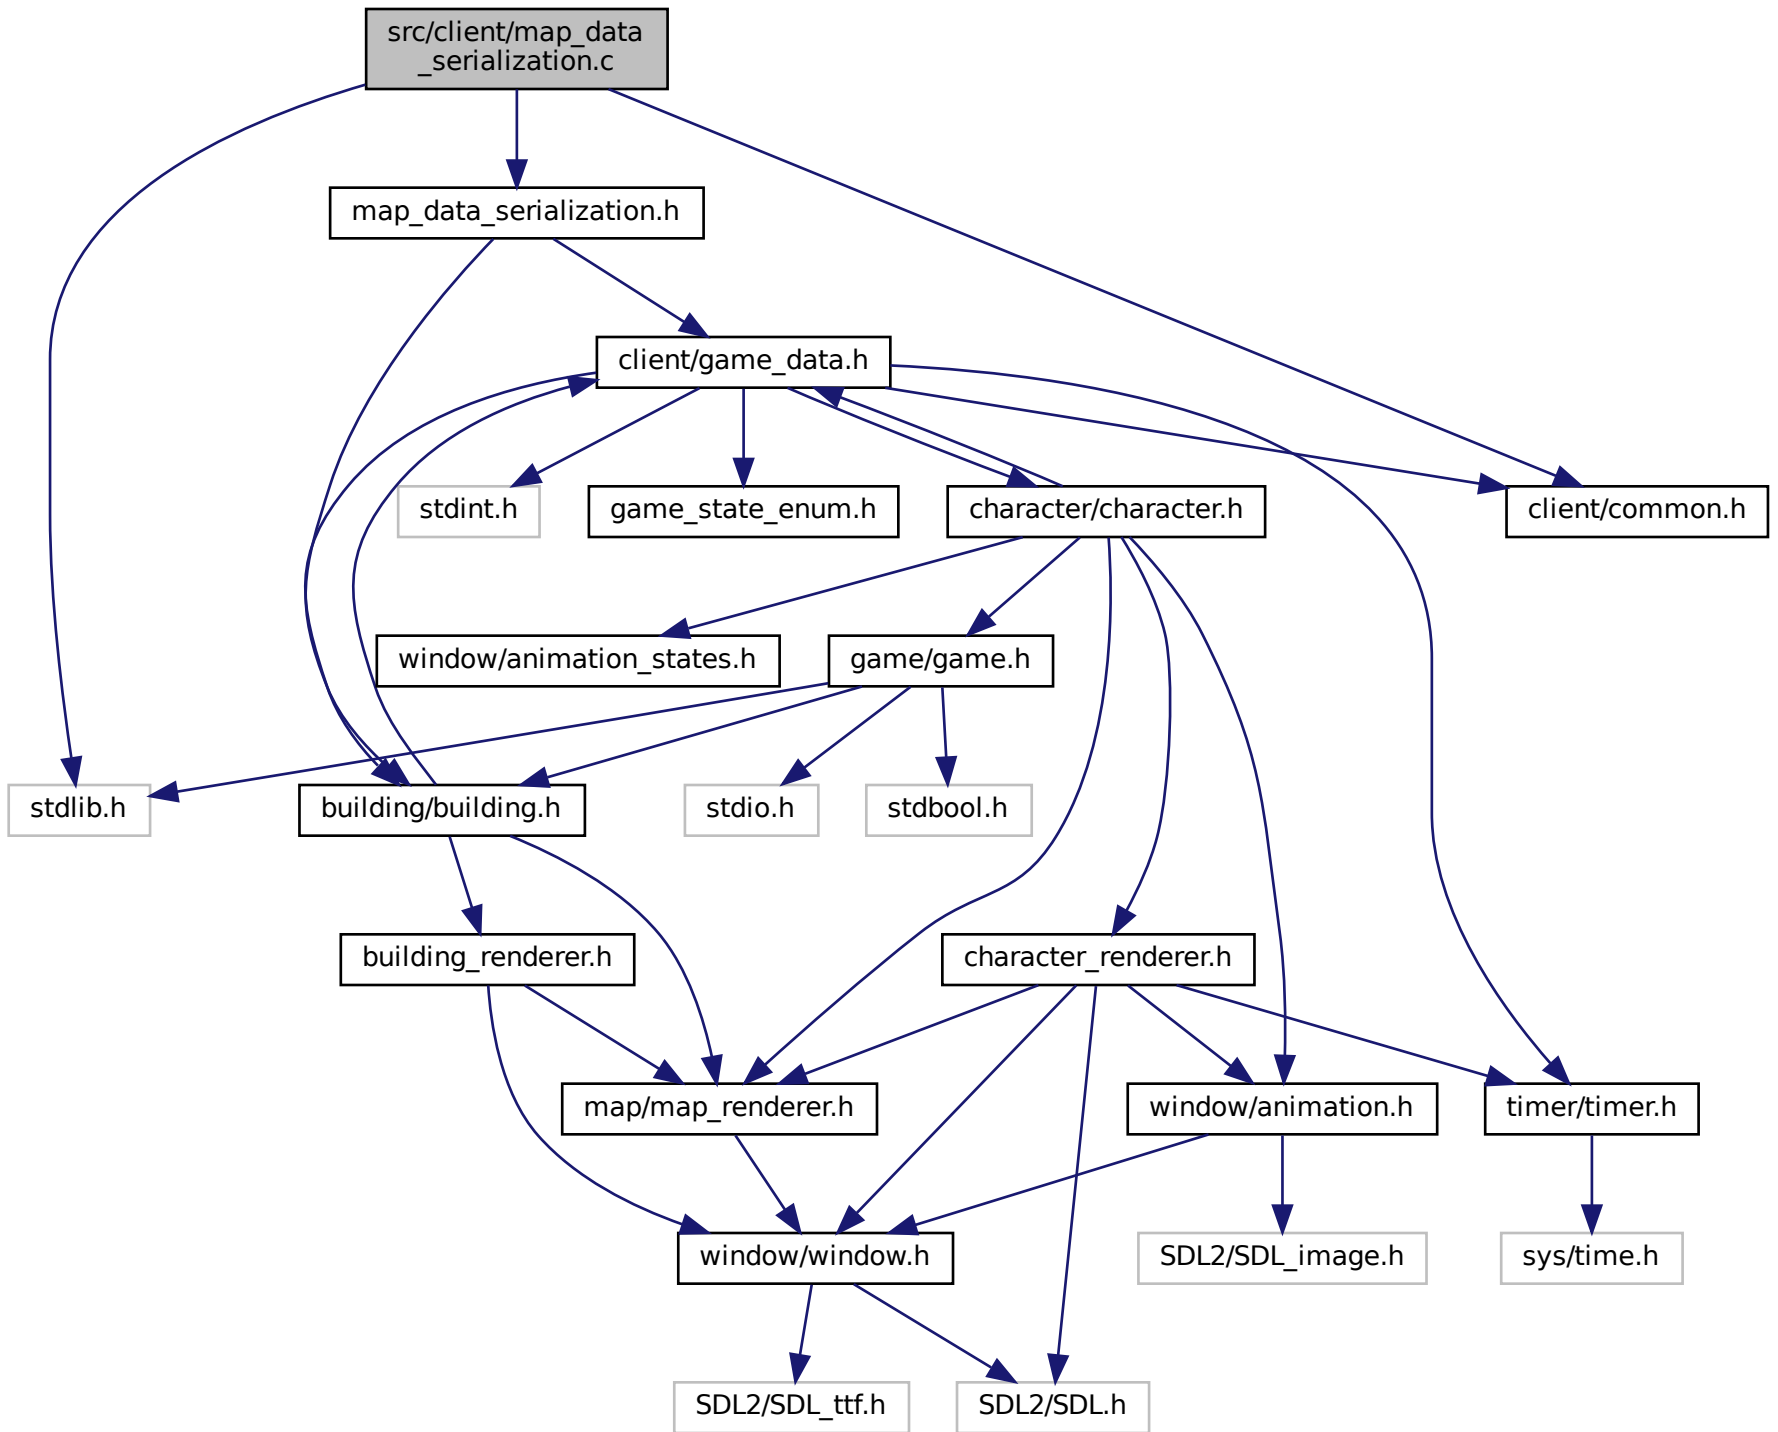 src/client/map_data
_serialization.c
map_data_serialization.h
client/game_data.h
stdint.h
game_state_enum.h
character/character.h
client/common.h
window/animation_states.h
game/game.h
stdlib.h
building/building.h
stdio.h
stdbool.h
building_renderer.h
character_renderer.h
map/map_renderer.h
window/animation.h
timer/timer.h
window/window.h
SDL2/SDL_image.h
sys/time.h
SDL2/SDL_ttf.h
SDL2/SDL.h